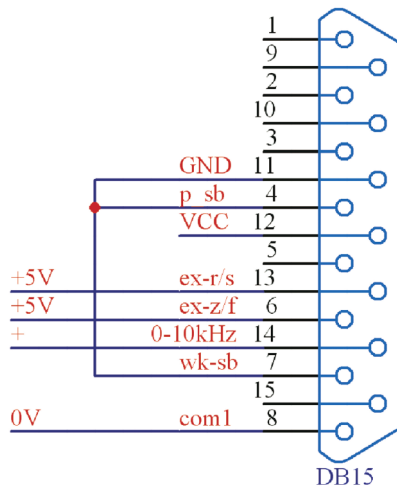 1
9
2
10
3
GND 11
p_sb 4
VCC 12
5
+5V ex-r/s 13
+5V ex-z/f 6
+ 0-10kHz 14
wk-sb 7
15
0V com1 8
DB15